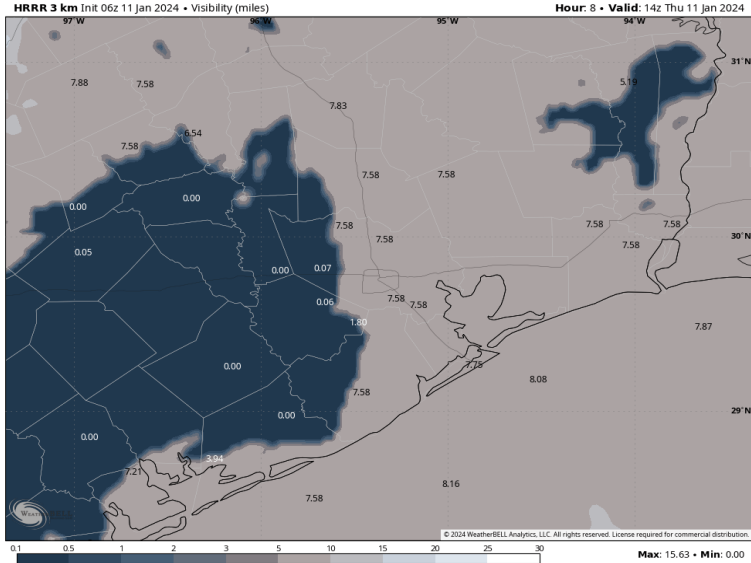 HRRR 3 km Init 06z 11 Jan 2024 • Visibility (miles)
Hour: 8 • Valid: 14z Thu 11 Jan 2024
97°W 96°W 95°W 94°W
31°N
5.19
7.88 7.58
7.83
6.54
7.58
7.58 7.58
0.00
0.00
7.58 7.58 7.58
30°N
7.58
7.58
0.05
0.00 0.07
0.06 7.58 7.58
1.80
7.87
0.00
7.75
8.08
7.58
29°N
0.00
0.00
3.94
7.21
8.16
7.58
© 2024 WeatherBELL Analytics, LLC. All rights reserved. License required for commercial distribution.
0.1 0.5 1 2 3 5 10 15 20 25 30
Max: 15.63 • Min: 0.00